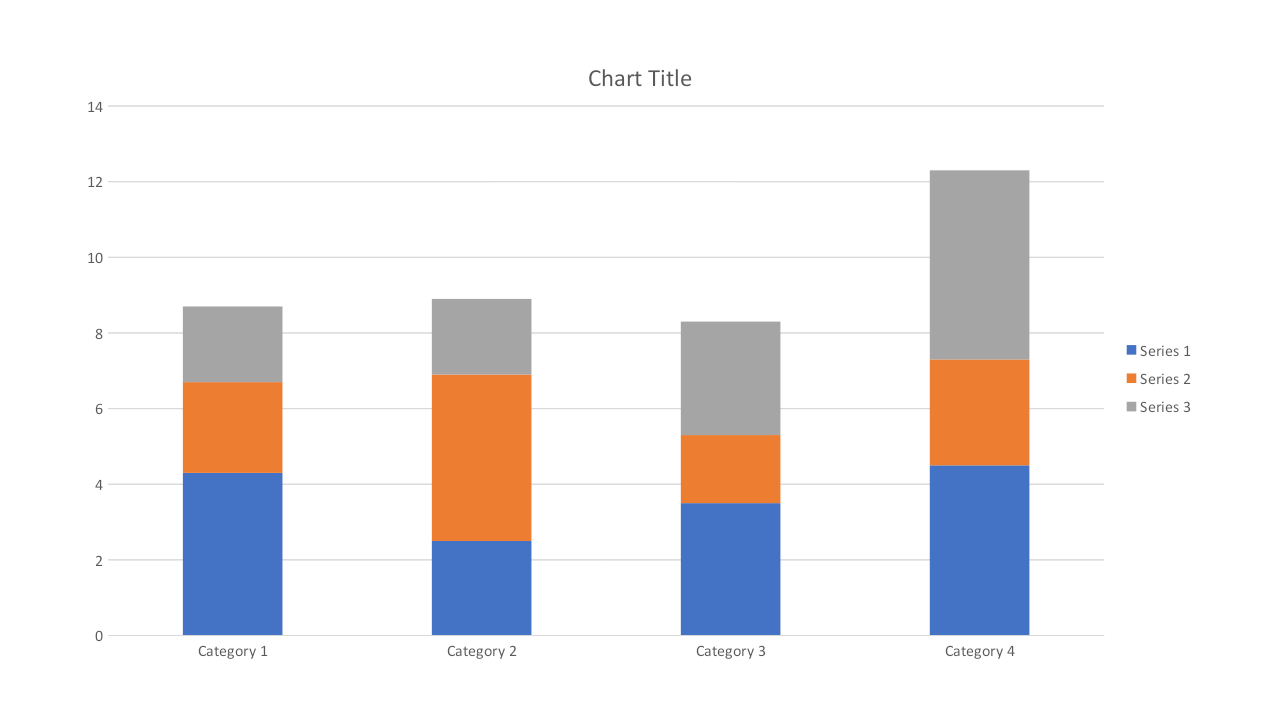 Chart Title
14
12
10
8
6
4
2
0
Category 1
Category 2
Category 3
Category 4
Series 1
Series 2
Series 3